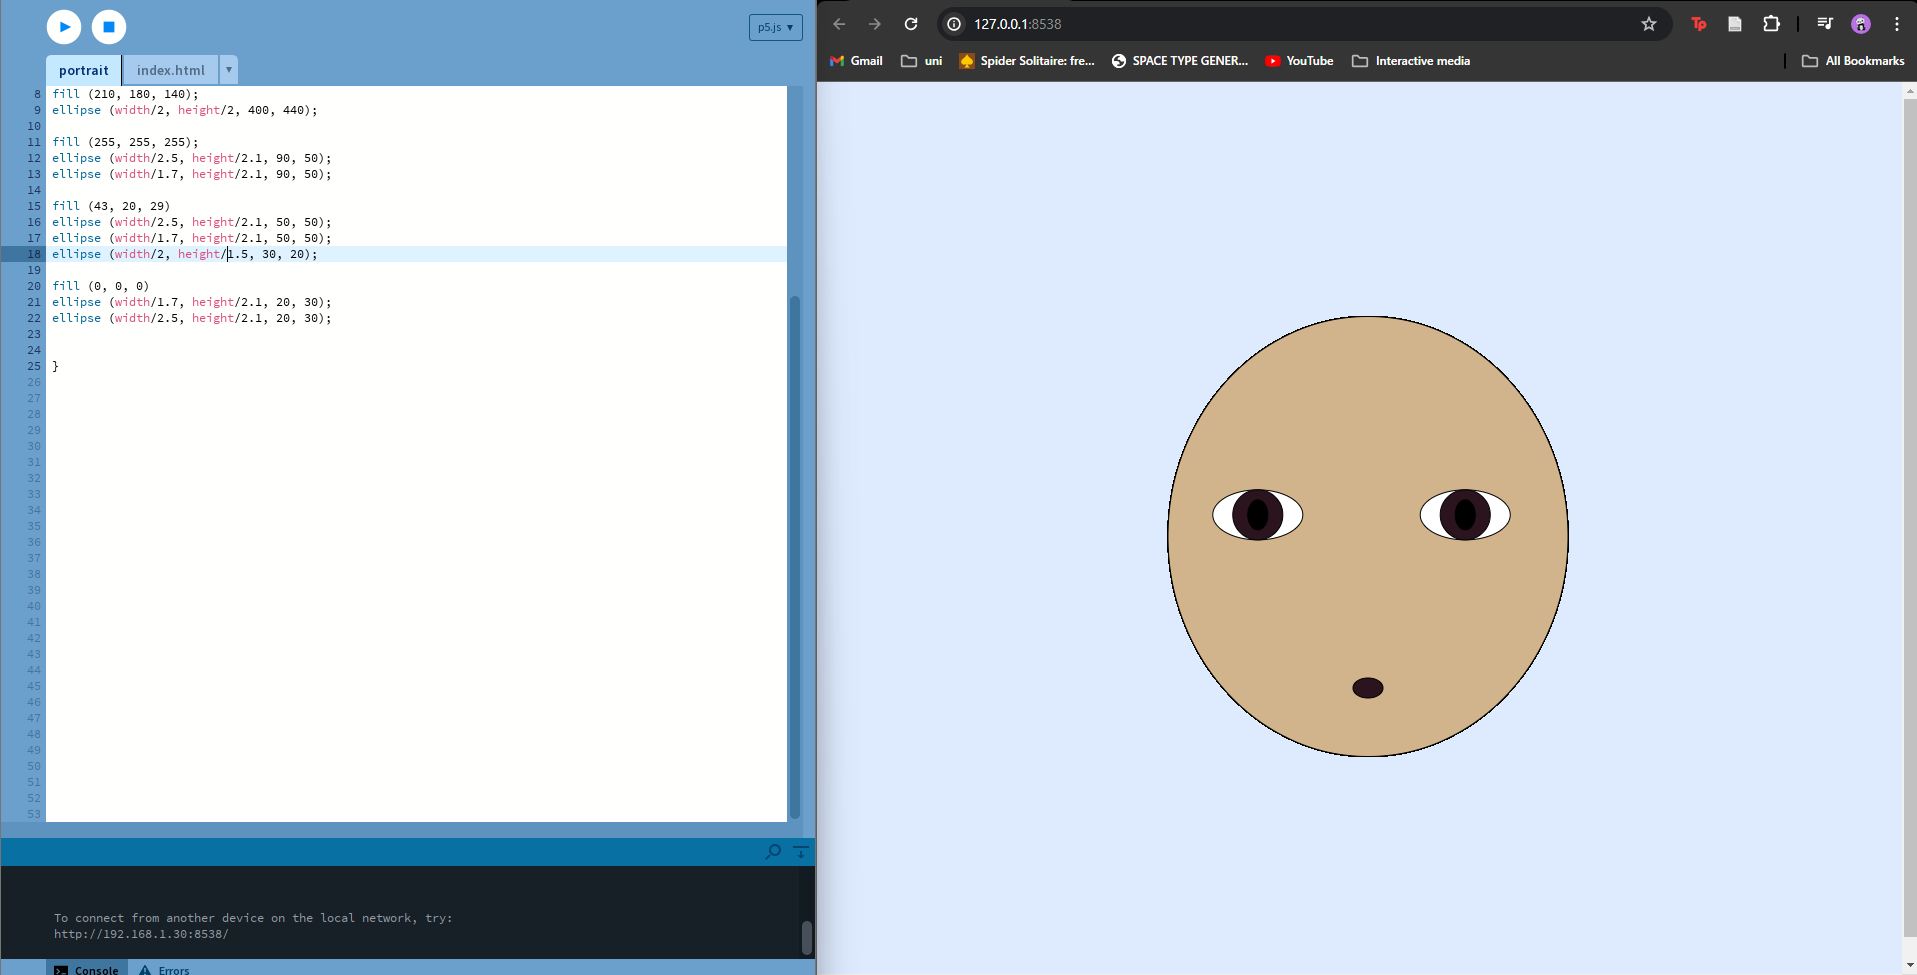 p5.js ▾
portrait
index.html ▾
8 fill (210, 180, 140);
9 ellipse (width/2, height/2, 400, 440);
10
11 fill (255, 255, 255);
12 ellipse (width/2.5, height/2.1, 90, 50);
13 ellipse (width/1.7, height/2.1, 90, 50);
14
15 fill (43, 20, 29)
16 ellipse (width/2.5, height/2.1, 50, 50);
17 ellipse (width/1.7, height/2.1, 50, 50);
18 ellipse (width/2, height/1.5, 30, 20);
19
20 fill (0, 0, 0)
21 ellipse (width/1.7, height/2.1, 20, 30);
22 ellipse (width/2.5, height/2.1, 20, 30);
23
24
25 }
26
27
28
29
30
31
32
33
34
35
36
37
38
39
40
41
42
43
44
45
46
47
48
49
50
51
52
53
To connect from another device on the local network, try:
http://192.168.1.30:8538/
Console
Errors
127.0.0.1:8538
Tp
Gmail
uni
Spider Solitaire: fre...
SPACE TYPE GENER...
YouTube
Interactive media
All Bookmarks